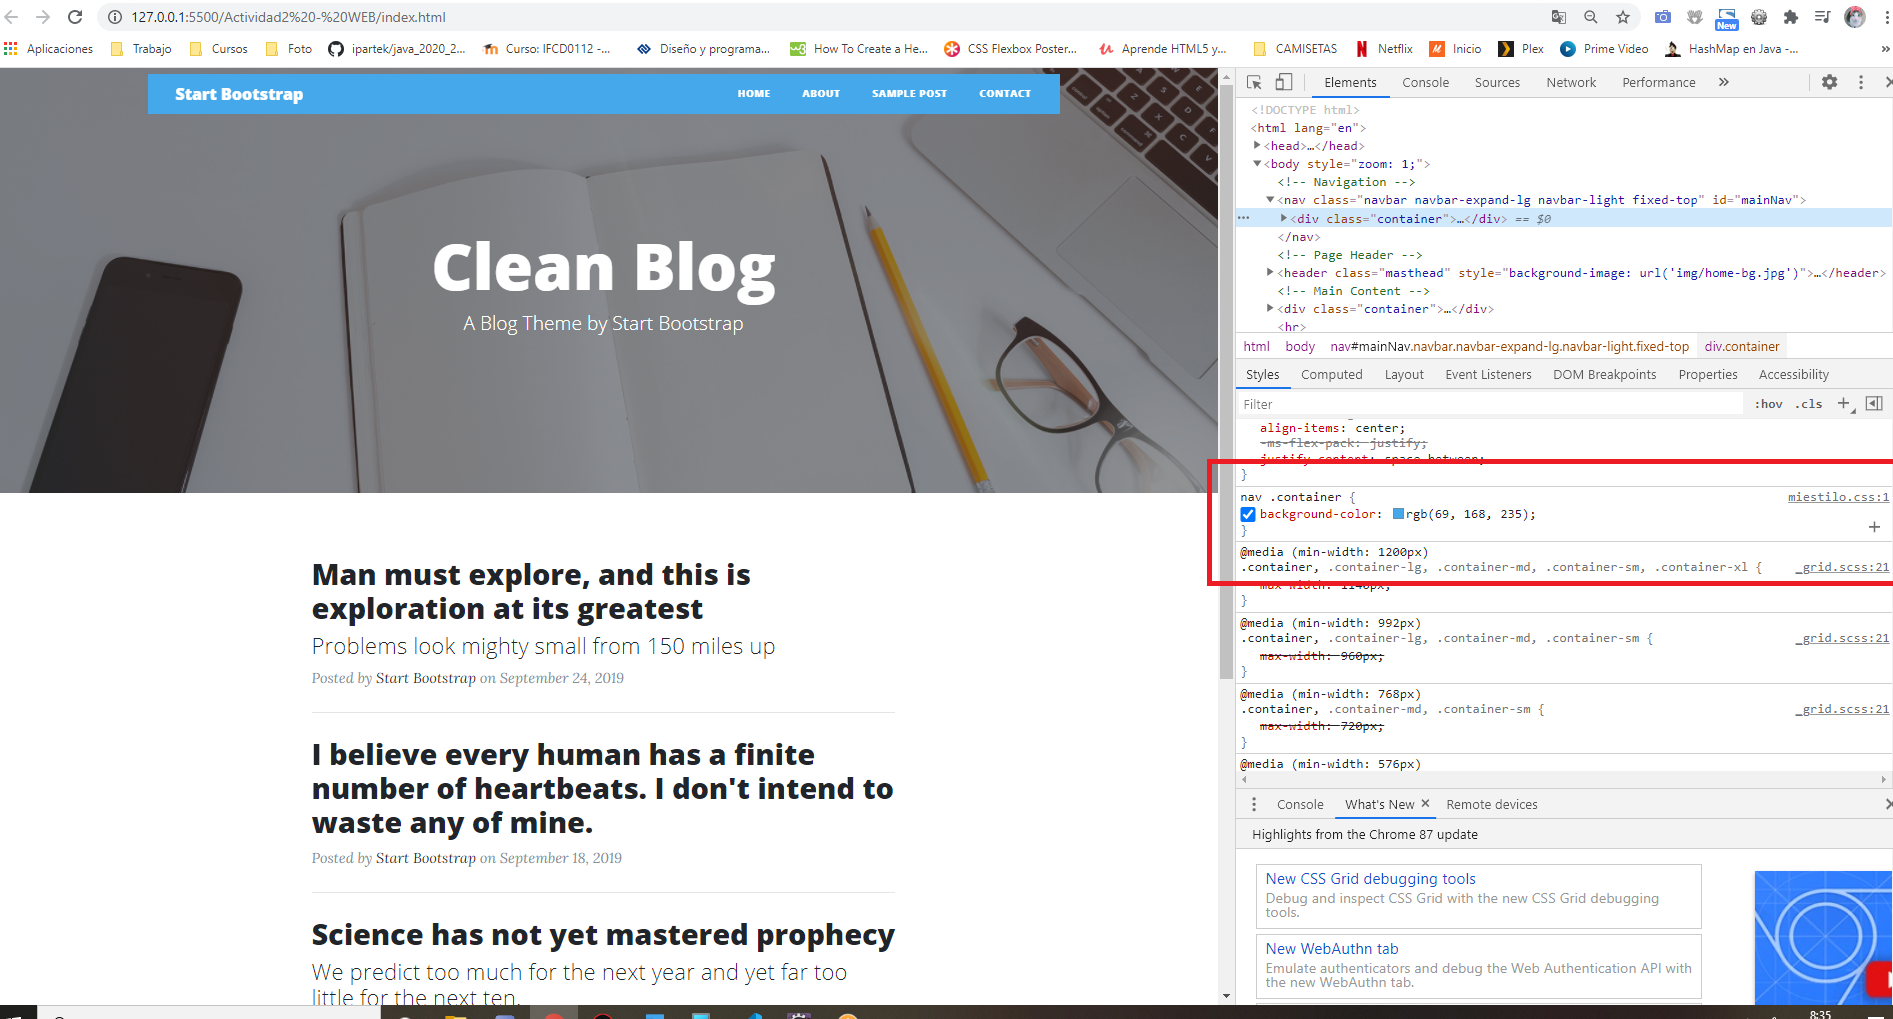 127.0.0.1:5500/Actividad2%20-%20WEB/index.html
New
Aplicaciones Trabajo Cursos Foto ipartek/java_2020_2... Curso: IFCD0112 -... Diseño y programa... How To Create a He... CSS Flexbox Poster... Aprende HTML5 y... CAMISETAS Netflix Inicio Plex Prime Video HashMap en Java -... »
Start Bootstrap HOME ABOUT SAMPLE POST CONTACT
Clean Blog
A Blog Theme by Start Bootstrap
Man must explore, and this is
exploration at its greatest
Problems look mighty small from 150 miles up
Posted by Start Bootstrap on September 24, 2019
I believe every human has a finite
number of heartbeats. I don't intend to
waste any of mine.
Posted by Start Bootstrap on September 18, 2019
Science has not yet mastered prophecy
We predict too much for the next year and yet far too
little for the next ten.
Elements Console Sources Network Performance »
<!DOCTYPE html>
<html lang="en">
<head>…</head>
<body style="zoom: 1;">
<!-- Navigation -->
<nav class="navbar navbar-expand-lg navbar-light fixed-top" id="mainNav">
<div class="container">…</div> == $0
</nav>
<!-- Page Header -->
<header class="masthead" style="background-image: url('img/home-bg.jpg')">…</header>
<!-- Main Content -->
<div class="container">…</div>
<hr>
html body nav#mainNav.navbar.navbar-expand-lg.navbar-light.fixed-top div.container
Styles Computed Layout Event Listeners DOM Breakpoints Properties Accessibility
Filter :hov .cls +
align-items: center;
-ms-flex-pack: justify;
justify-content: space-between;
}
nav .container { miestilo.css:1
background-color: rgb(69, 168, 235);
}
@media (min-width: 1200px)
.container, .container-lg, .container-md, .container-sm, .container-xl { _grid.scss:21
max-width: 1140px;
}
@media (min-width: 992px)
.container, .container-lg, .container-md, .container-sm { _grid.scss:21
max-width: 960px;
}
@media (min-width: 768px)
.container, .container-md, .container-sm { _grid.scss:21
max-width: 720px;
}
@media (min-width: 576px)
Console What's New × Remote devices
Highlights from the Chrome 87 update
New CSS Grid debugging tools
Debug and inspect CSS Grid with the new CSS Grid debugging
tools.
New WebAuthn tab
Emulate authenticators and debug the Web Authentication API with
the new WebAuthn tab.
8:35